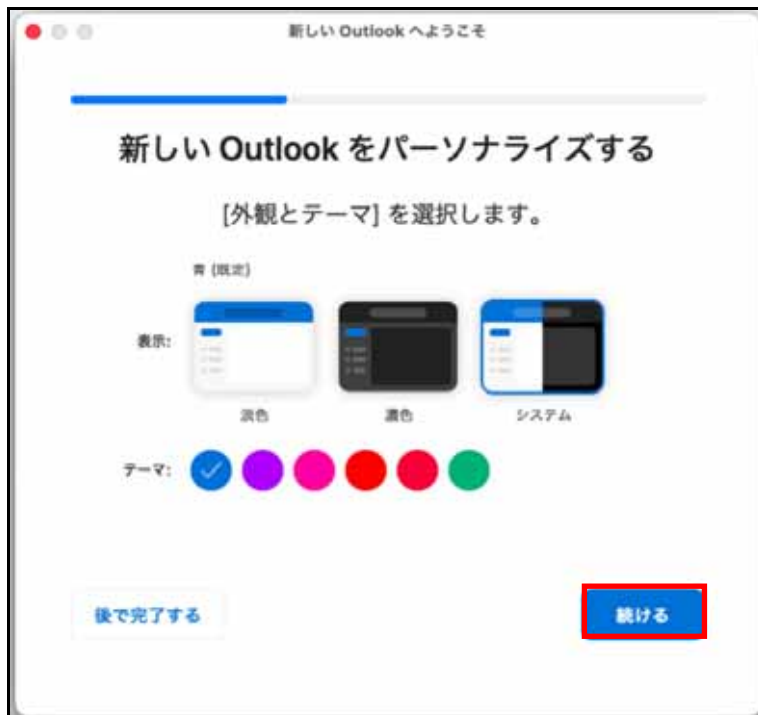 新しい Outlook へようこそ
新しい Outlook をパーソナライズする
[外観とテーマ] を選択します。
青 (既定)
表示:
淡色 濃色 システム
テーマ:
後で完了する 続ける